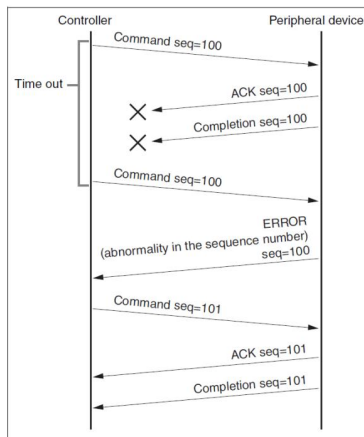 Controller
Peripheral device
Command seq=100
Time out
ACK seq=100
Completion seq=100
Command seq=100
ERROR
(abnormality in the sequence number)
seq=100
Command seq=101
ACK seq=101
Completion seq=101